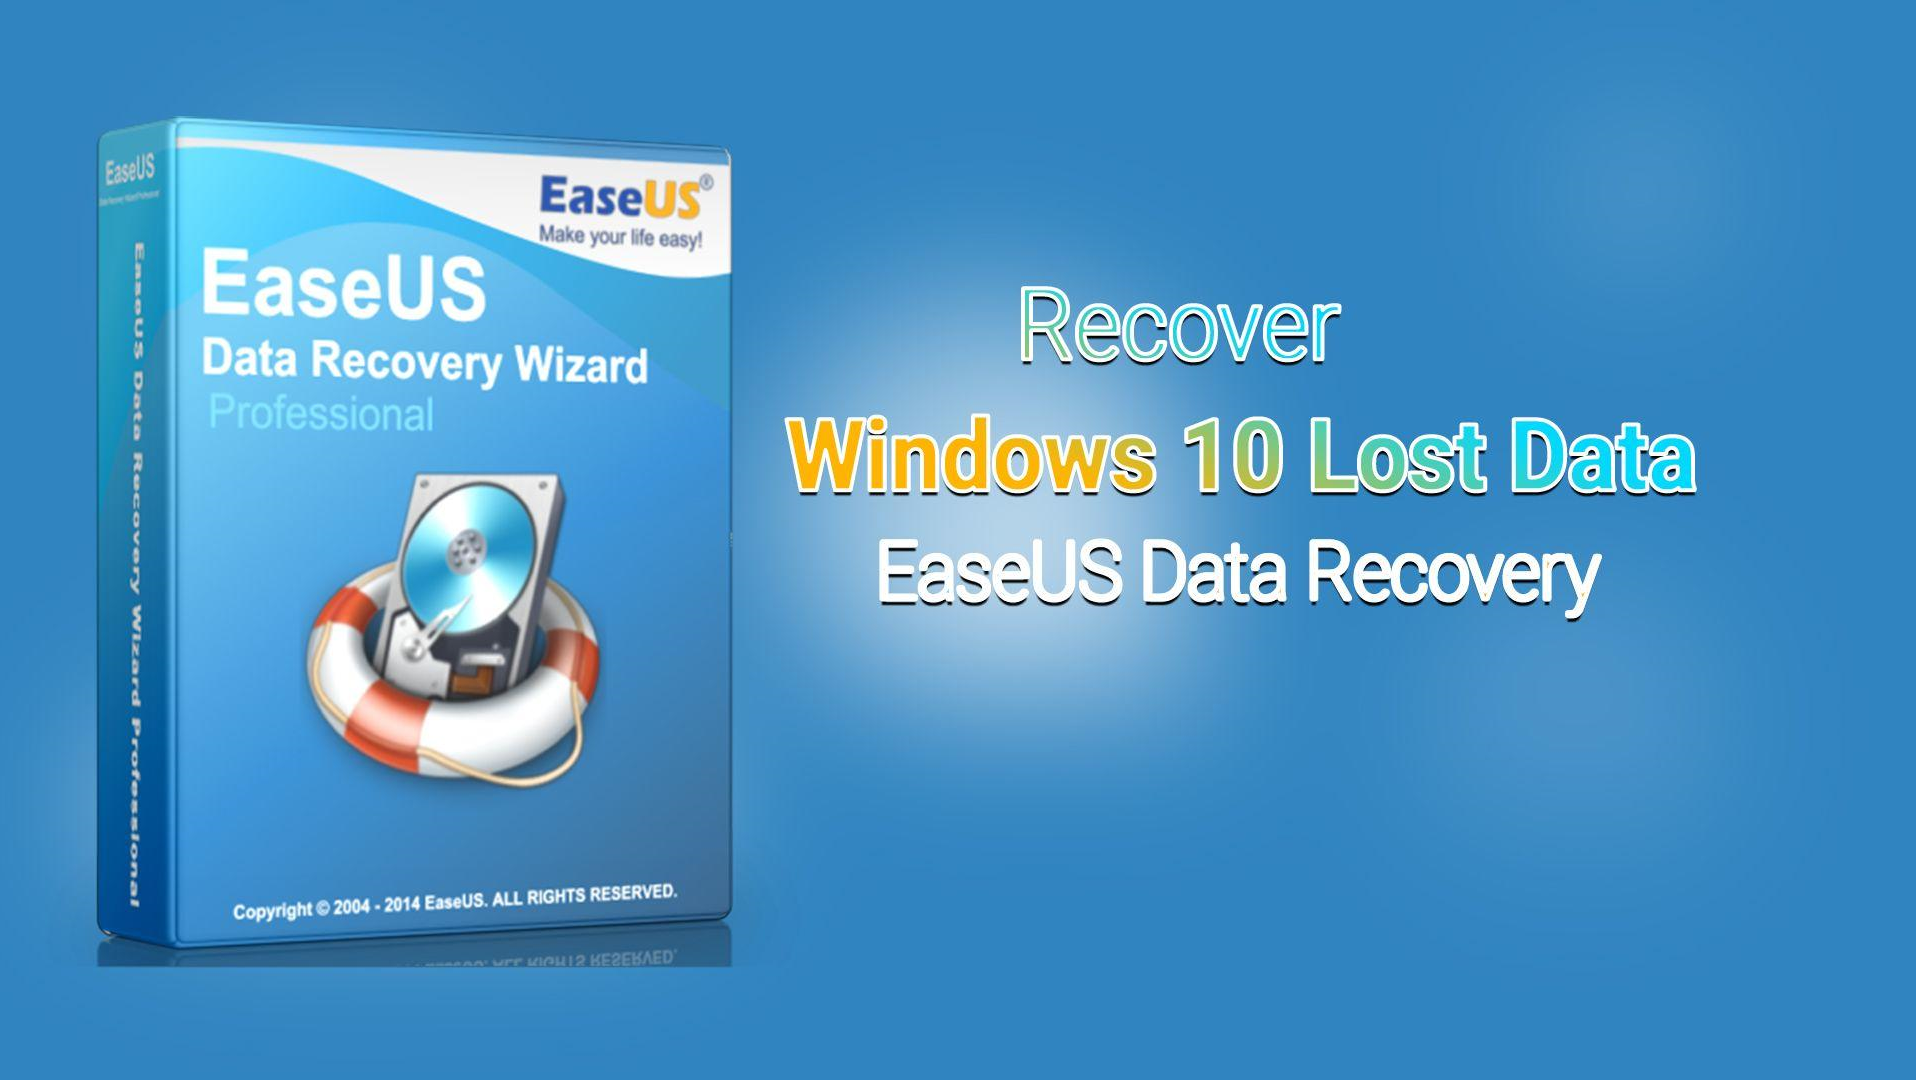 EaseUS
EaseUS Data Recovery Wizard Professional
EaseUS®
Make your life easy!
EaseUS
Data Recovery Wizard
Professional
Copyright © 2004 - 2014 EaseUS. ALL RIGHTS RESERVED.
Recover
Windows 10 Lost Data
EaseUS Data Recovery